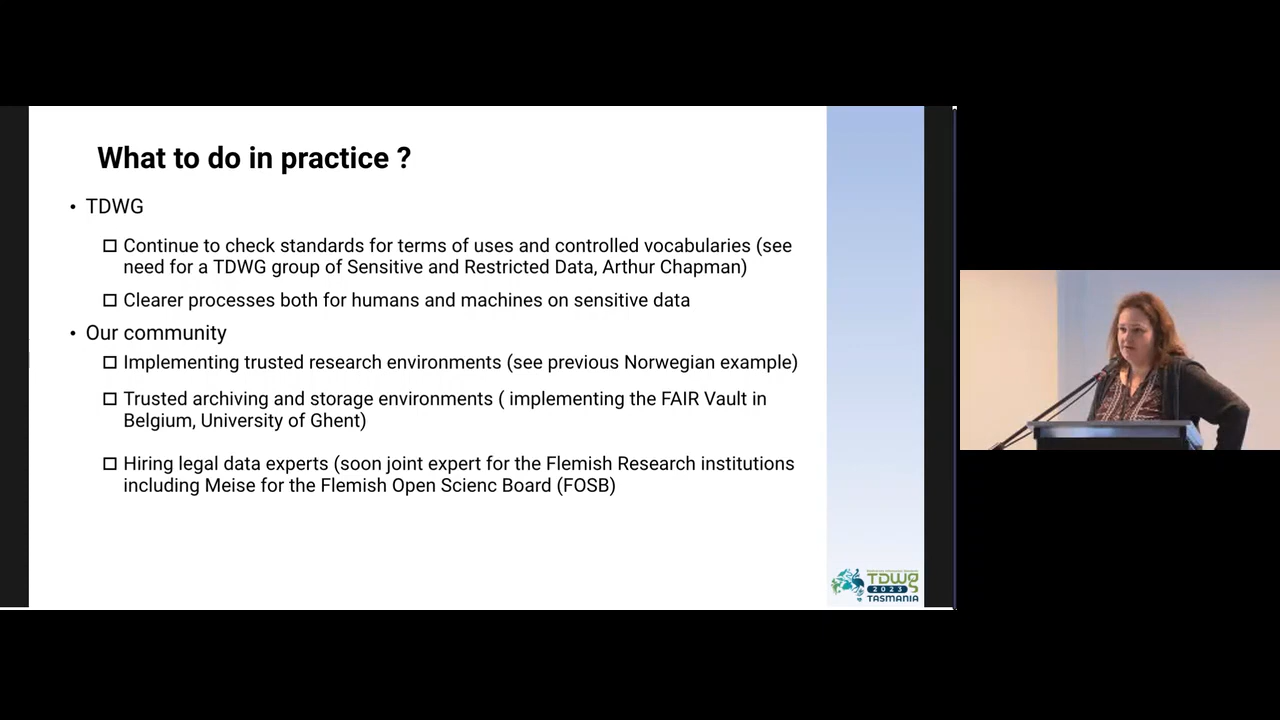 What to do in practice ?
• TDWG
☐ Continue to check standards for terms of uses and controlled vocabularies (see
need for a TDWG group of Sensitive and Restricted Data, Arthur Chapman)
☐ Clearer processes both for humans and machines on sensitive data
• Our community
☐ Implementing trusted research environments (see previous Norwegian example)
☐ Trusted archiving and storage environments ( implementing the FAIR Vault in
Belgium, University of Ghent)
☐ Hiring legal data experts (soon joint expert for the Flemish Research institutions
including Meise for the Flemish Open Scienc Board (FOSB)
TDWG
2023
TASMANIA